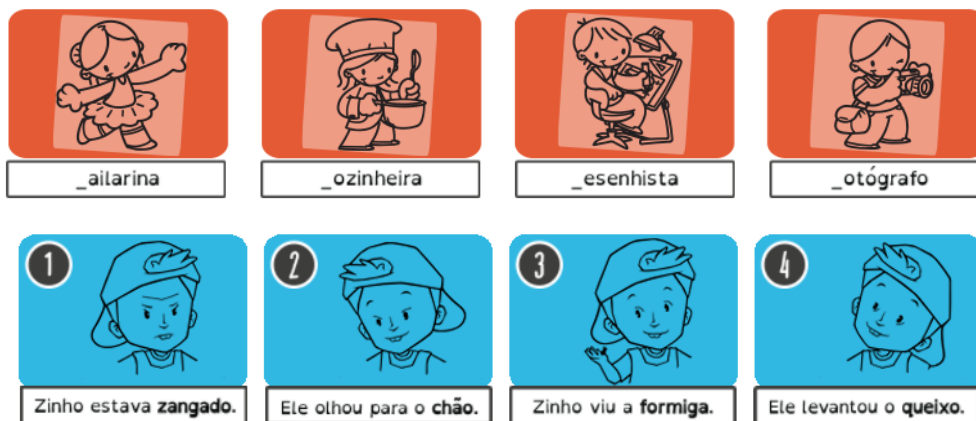 _ailarina
_ozinheira
_esenhista
_otógrafo
1
2
3
4
Zinho estava zangado.
Ele olhou para o chão.
Zinho viu a formiga.
Ele levantou o queixo.